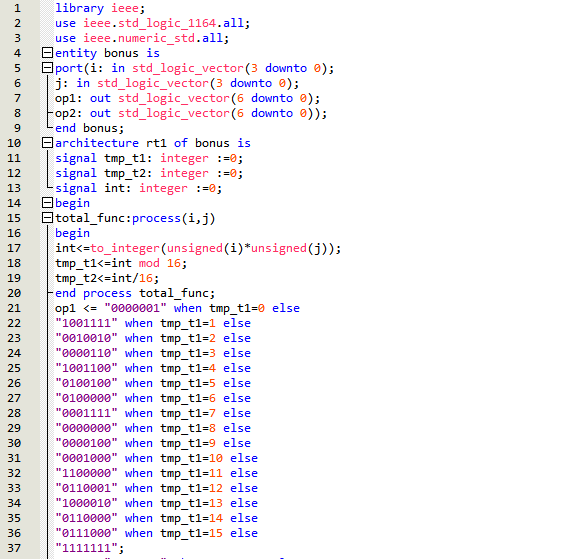 1 library ieee;
2 use ieee.std_logic_1164.all;
3 use ieee.numeric_std.all;
4 entity bonus is
5 port(i: in std_logic_vector(3 downto 0);
6 j: in std_logic_vector(3 downto 0);
7 op1: out std_logic_vector(6 downto 0);
8 op2: out std_logic_vector(6 downto 0));
9 end bonus;
10 architecture rt1 of bonus is
11 signal tmp_t1: integer :=0;
12 signal tmp_t2: integer :=0;
13 signal int: integer :=0;
14 begin
15 total_func:process(i,j)
16 begin
17 int<=to_integer(unsigned(i)*unsigned(j));
18 tmp_t1<=int mod 16;
19 tmp_t2<=int/16;
20 end process total_func;
21 op1 <= "0000001" when tmp_t1=0 else
22 "1001111" when tmp_t1=1 else
23 "0010010" when tmp_t1=2 else
24 "0000110" when tmp_t1=3 else
25 "1001100" when tmp_t1=4 else
26 "0100100" when tmp_t1=5 else
27 "0100000" when tmp_t1=6 else
28 "0001111" when tmp_t1=7 else
29 "0000000" when tmp_t1=8 else
30 "0000100" when tmp_t1=9 else
31 "0001000" when tmp_t1=10 else
32 "1100000" when tmp_t1=11 else
33 "0110001" when tmp_t1=12 else
34 "1000010" when tmp_t1=13 else
35 "0110000" when tmp_t1=14 else
36 "0111000" when tmp_t1=15 else
37 "1111111";